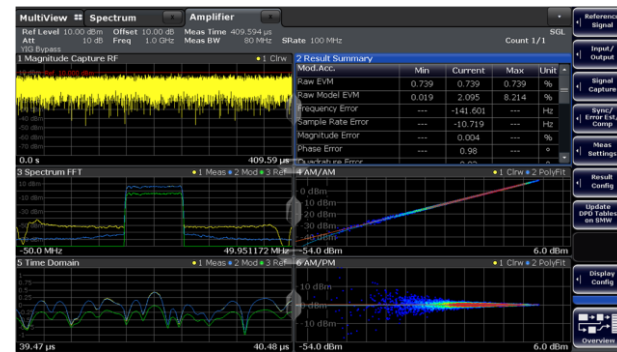 MultiView Spectrum Amplifier
Ref Level 10.00 dBm Offset 10.00 dB Meas Time 409.594 µs SGL
Att 10 dB Freq 1.0 GHz Meas BW 80 MHz SRate 100 MHz Count 1/1
YIG Bypass
1 Magnitude Capture RF 1 Clrw
0.0 s 409.59 µs
2 Result Summary
Mod.Acc. Min Current Max Unit
Raw EVM 0.739 0.739 0.739 %
Raw Model EVM 0.019 2.095 8.214 %
Frequency Error --- -141.601 --- Hz
Sample Rate Error --- -10.719 --- Hz
Magnitude Error --- 0.004 --- %
Phase Error --- 0.98 --- °
Quadrature Error
3 Spectrum FFT 1 Meas 2 Mod 3 Ref
-50.0 MHz 49.951172 MHz
4 AM/AM 1 Clrw 2 PolyFit
0 dBm
-54.0 dBm 6.0 dBm
5 Time Domain 1 Meas 2 Mod 3 Ref
39.47 µs 40.48 µs
6 AM/PM 1 Clrw 2 PolyFit
-54.0 dBm 6.0 dBm
Reference
Signal
Input/
Output
Signal
Capture
Sync/
Error Est/
Comp
Meas
Settings
Result
Config
Update
DPD Tables
on SMW
Display
Config
Overview